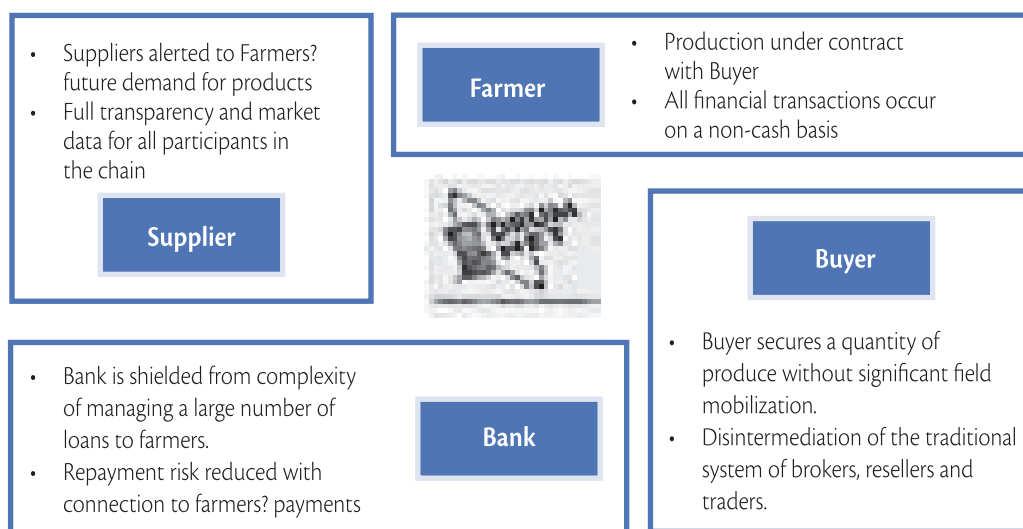 • Suppliers alerted to Farmers?
future demand for products
• Full transparency and market
data for all participants in
the chain
Supplier
Farmer
• Production under contract
with Buyer
• All financial transactions occur
on a non-cash basis
DRUM
NET
Buyer
• Buyer secures a quantity of
produce without significant field
mobilization.
• Disintermediation of the traditional
system of brokers, resellers and
traders.
• Bank is shielded from complexity
of managing a large number of
loans to farmers.
• Repayment risk reduced with
connection to farmers? payments
Bank